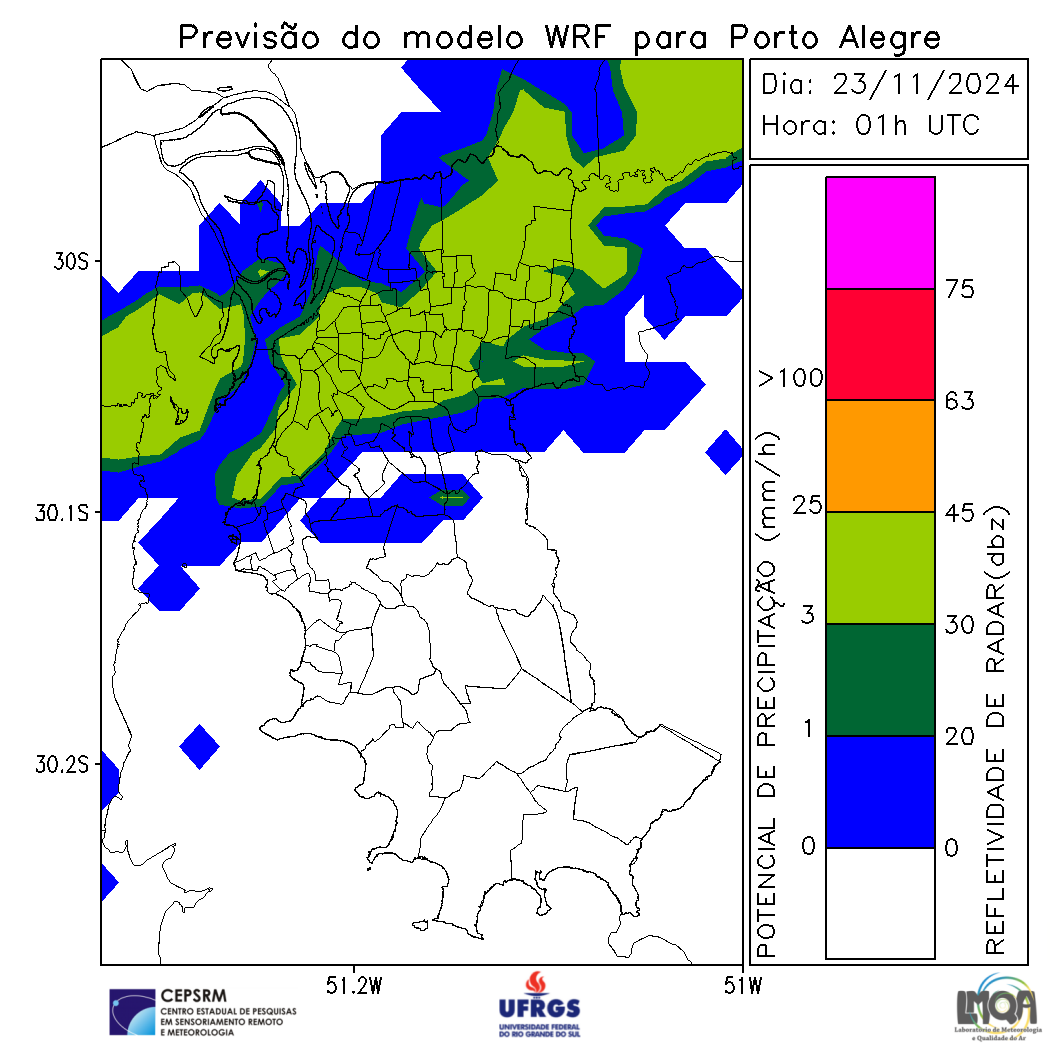 Previsão do modelo WRF para Porto Alegre
Dia: 23/11/2024
Hora: 01h UTC
30S
30.1S
30.2S
51.2W
51W
POTENCIAL DE PRECIPITAÇÃO (mm/h)
>100
25
3
1
0
75
63
45
30
20
0
REFLETIVIDADE DE RADAR(dbz)
CEPSRM
CENTRO ESTADUAL DE PESQUISAS
EM SENSORIAMENTO REMOTO
E METEOROLOGIA
UFRGS
UNIVERSIDADE FEDERAL
DO RIO GRANDE DO SUL
LMQA
Laboratório de Meteorologia
e Qualidade do Ar